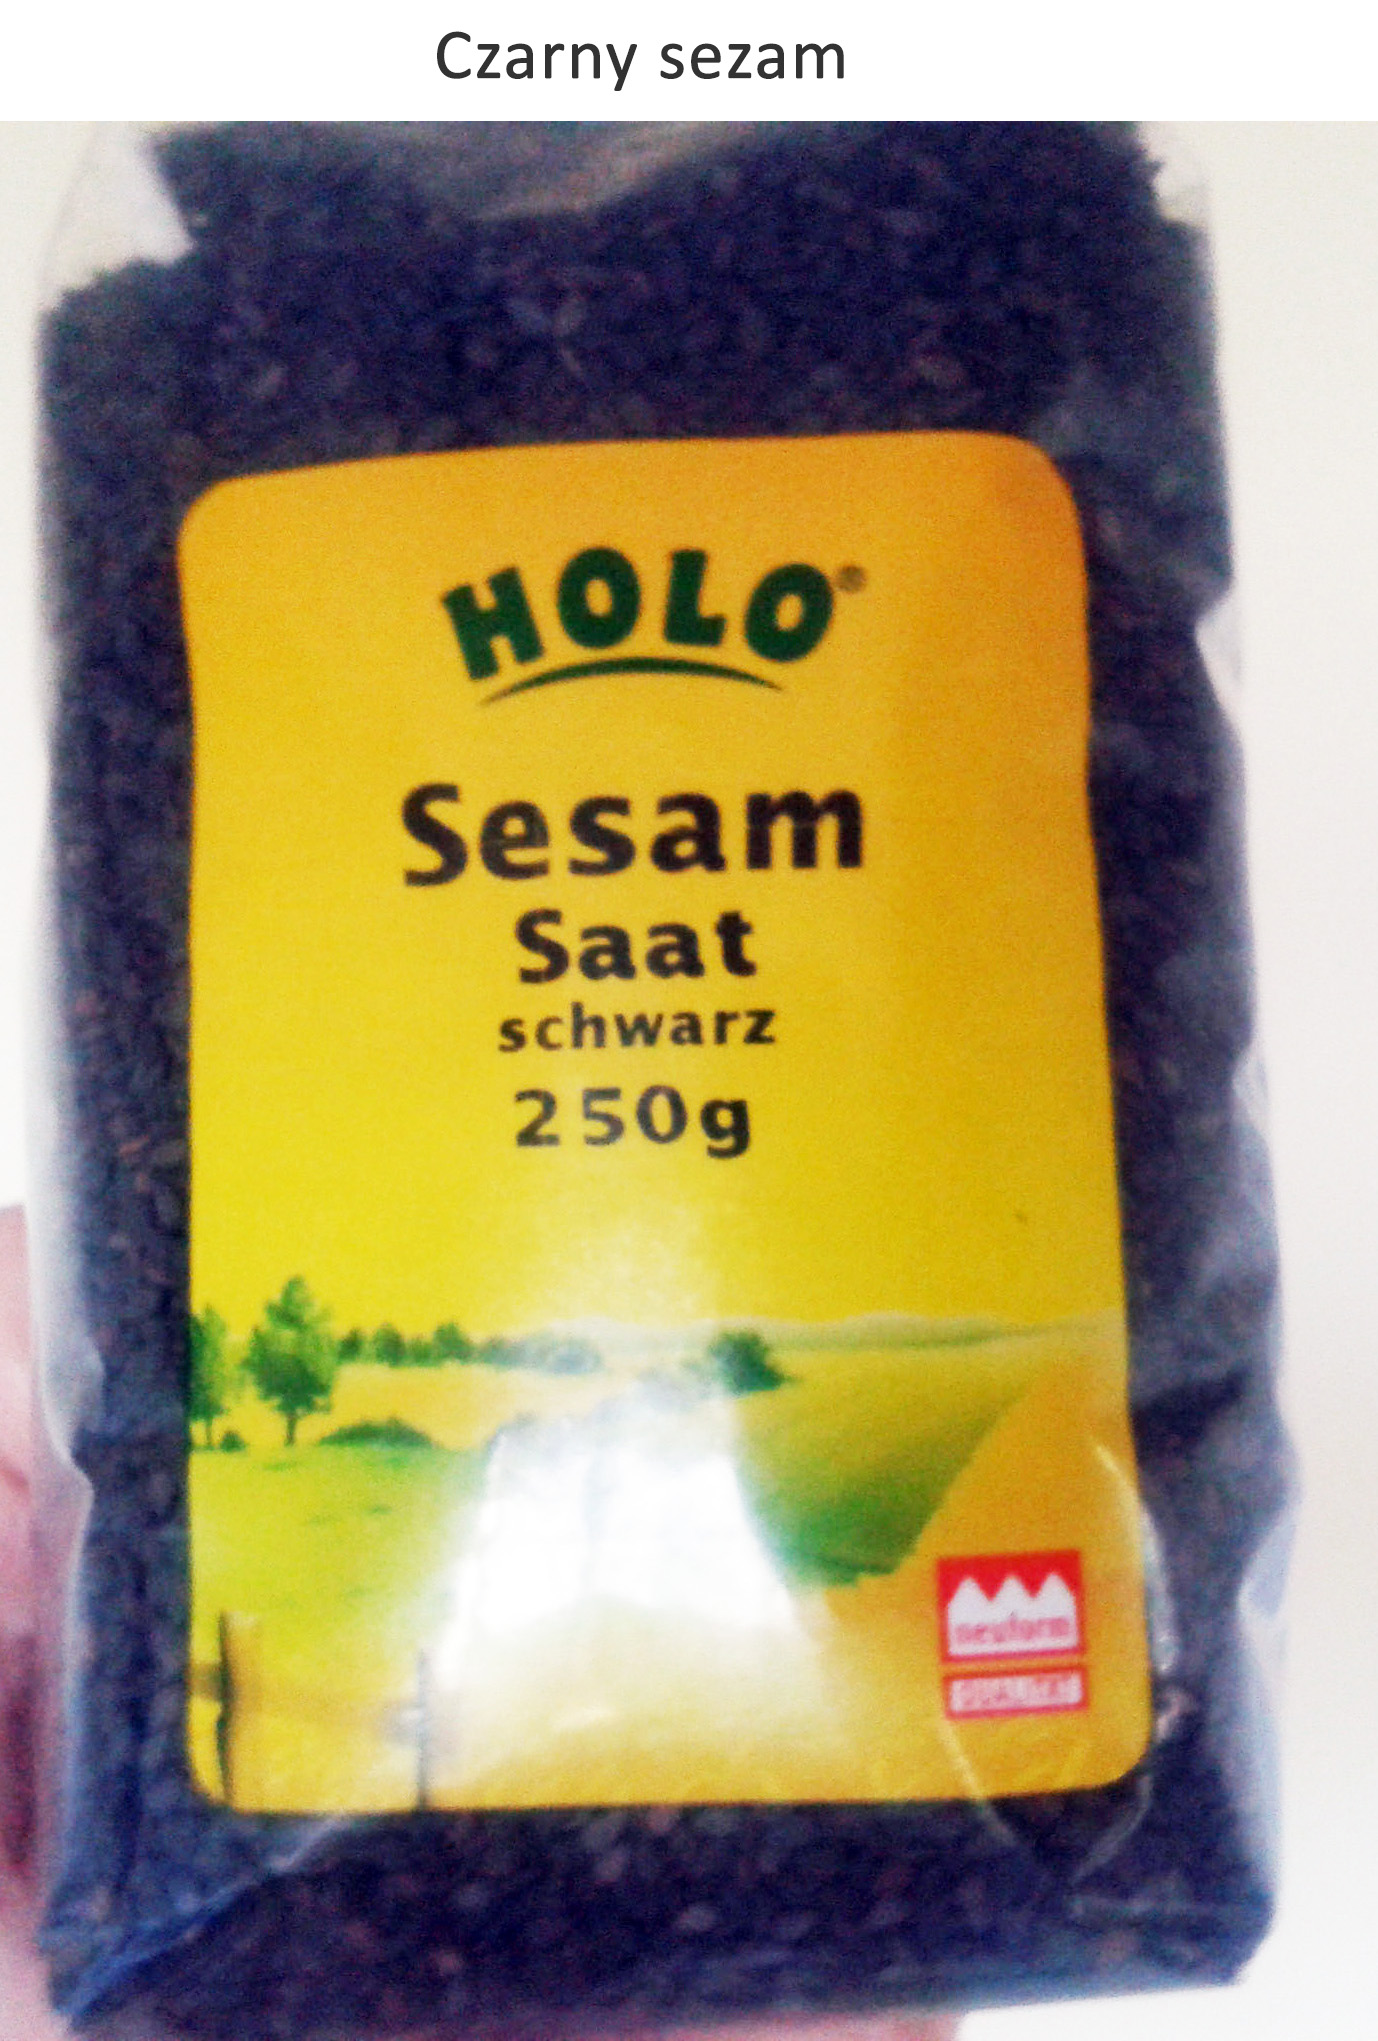 Czarny sezam
HOLO®
Sesam
Saat
schwarz
250g
neuform